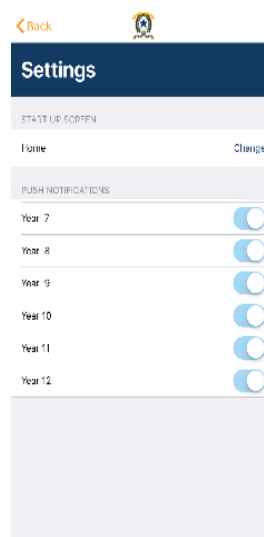 Back
Settings
START UP SCREEN
Home Change
PUSH NOTIFICATIONS
Year 7
Year 8
Year 9
Year 10
Year 11
Year 12